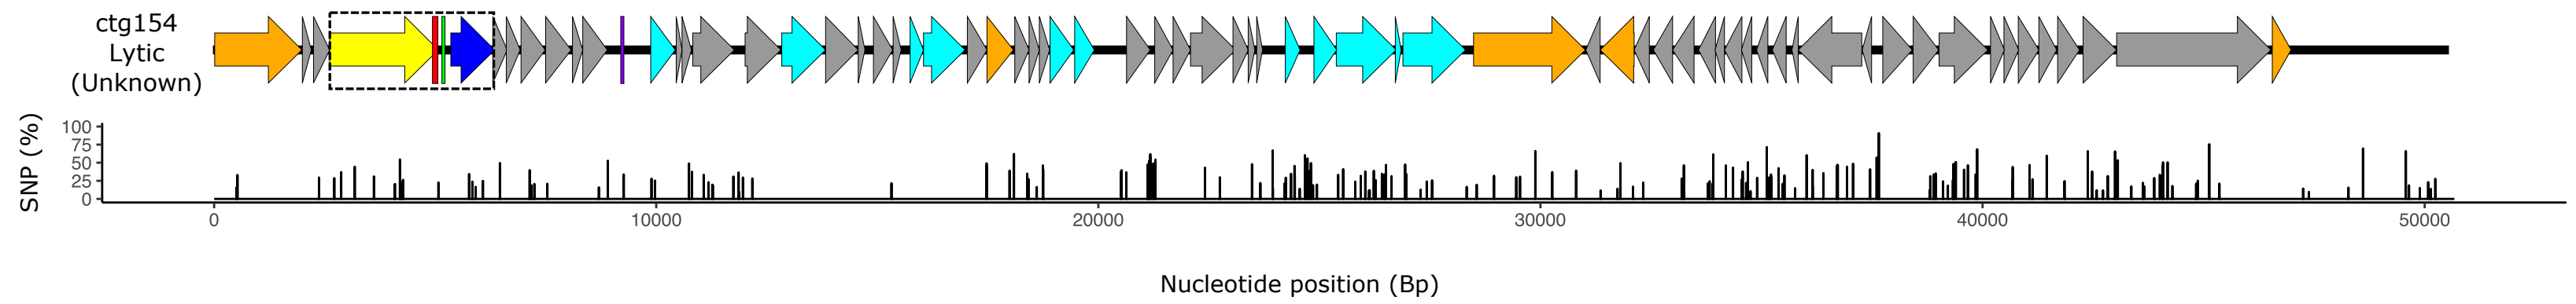 ctg154
Lytic
(Unknown)
SNP (%)
100
75
50
25
0
0 10000 20000 30000 40000 50000
Nucleotide position (Bp)